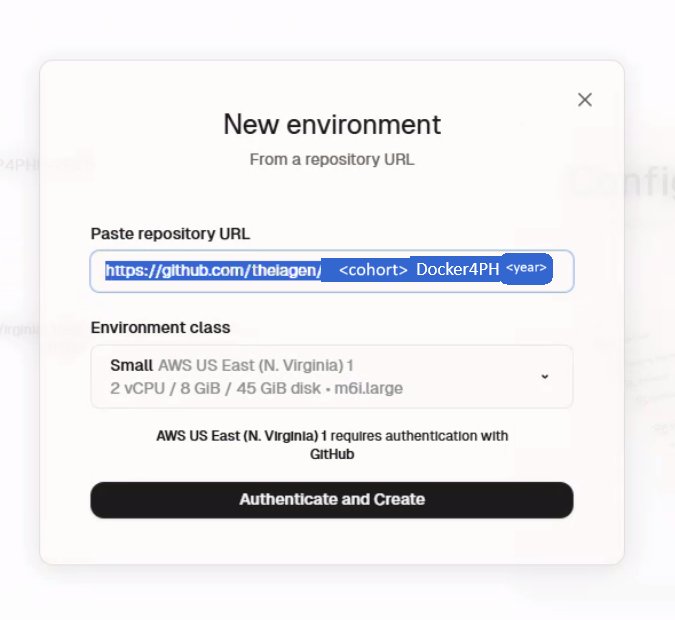 New environment
From a repository URL
Paste repository URL
https://github.com/theiagen/ <cohort> Docker4PH <year>
Environment class
Small AWS US East (N. Virginia) 1
2 vCPU / 8 GiB / 45 GiB disk • m6i.large
AWS US East (N. Virginia) 1 requires authentication with
GitHub
Authenticate and Create